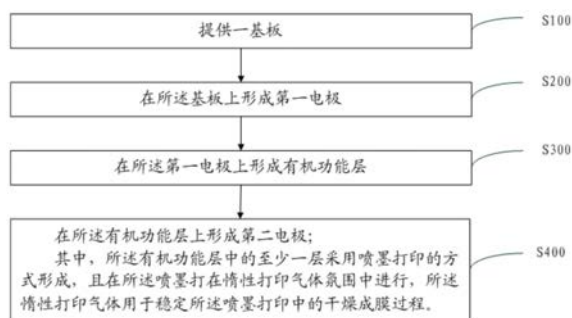 提供一基板
S100
在所述基板上形成第一电极
S200
在所述第一电极上形成有机功能层
S300
在所述有机功能层上形成第二电极；
其中，所述有机功能层中的至少一层采用喷墨打印的方
式形成，且在所述喷墨打在惰性打印气体氛围中进行，所述
惰性打印气体用于稳定所述喷墨打印中的干燥成膜过程。
S400